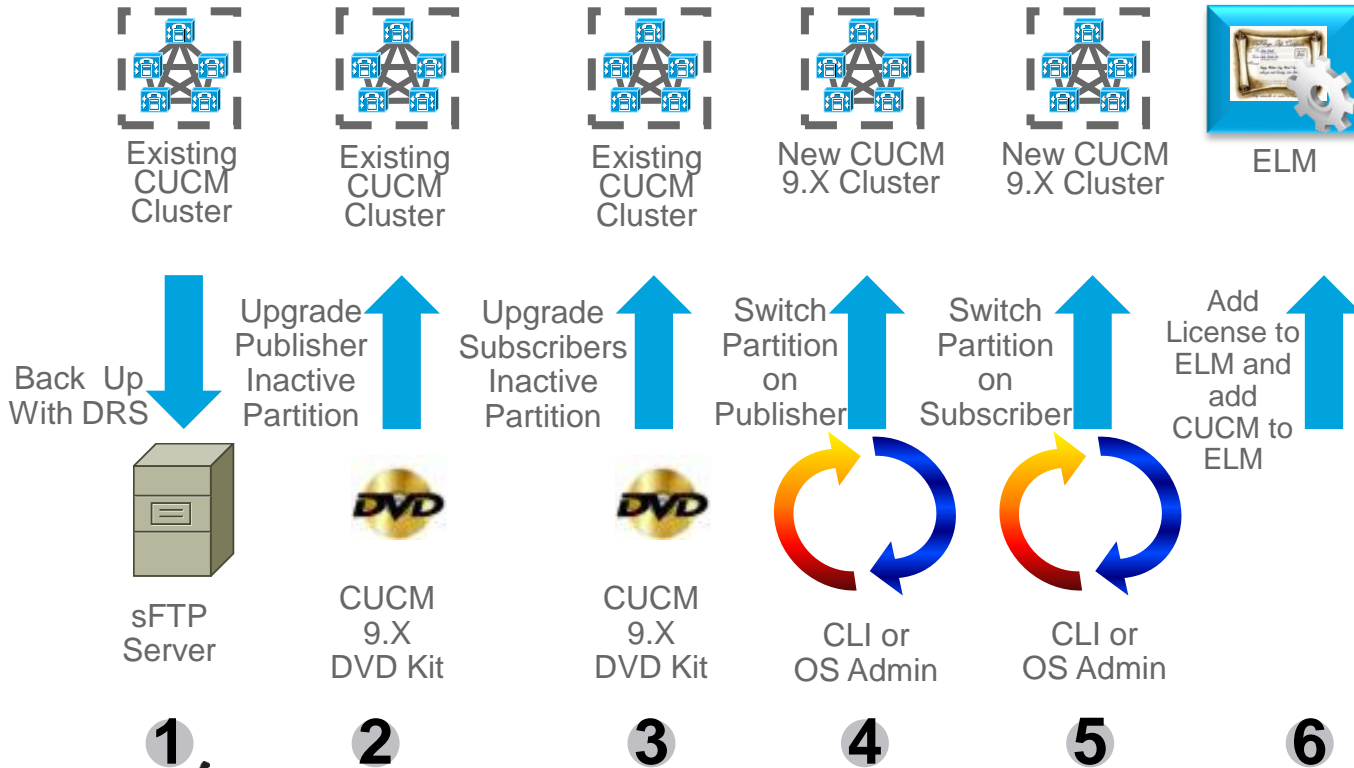 Existing
CUCM
Cluster
Existing
CUCM
Cluster
Existing
CUCM
Cluster
New CUCM
9.X Cluster
New CUCM
9.X Cluster
ELM
Back Up
With DRS
Upgrade
Publisher
Inactive
Partition
Upgrade
Subscribers
Inactive
Partition
Switch
Partition
on
Publisher
Switch
Partition
on
Subscriber
Add
License to
ELM and
add
CUCM to
ELM
DVD
DVD
sFTP
Server
CUCM
9.X
DVD Kit
CUCM
9.X
DVD Kit
CLI or
OS Admin
CLI or
OS Admin
1
2
3
4
5
6